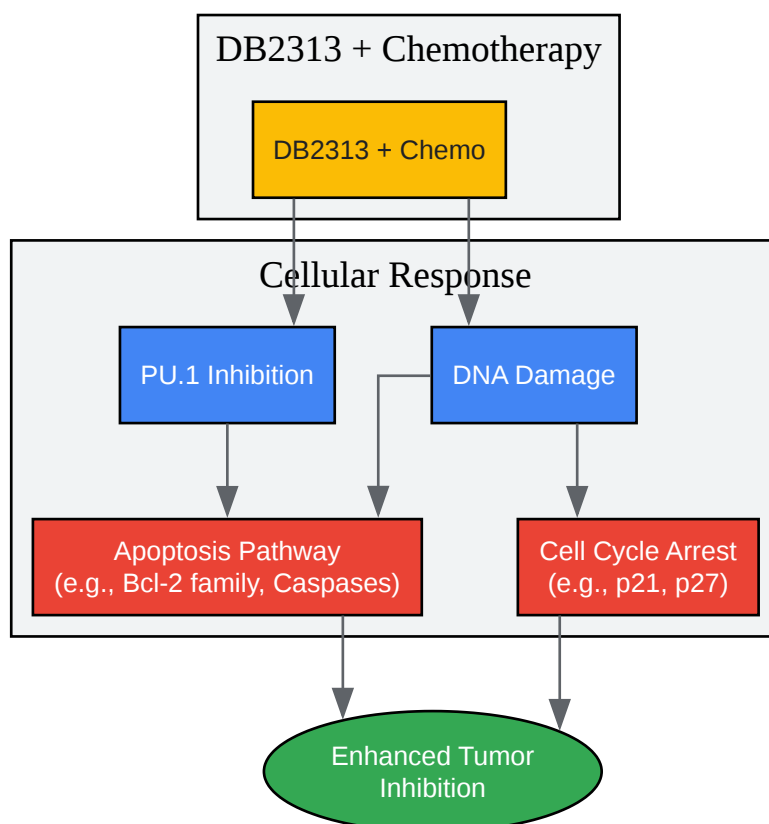 DB2313 + Chemotherapy
DB2313 + Chemo
Cellular Response
PU.1 Inhibition
DNA Damage
Apoptosis Pathway
(e.g., Bcl-2 family, Caspases)
Cell Cycle Arrest
(e.g., p21, p27)
Enhanced Tumor
Inhibition